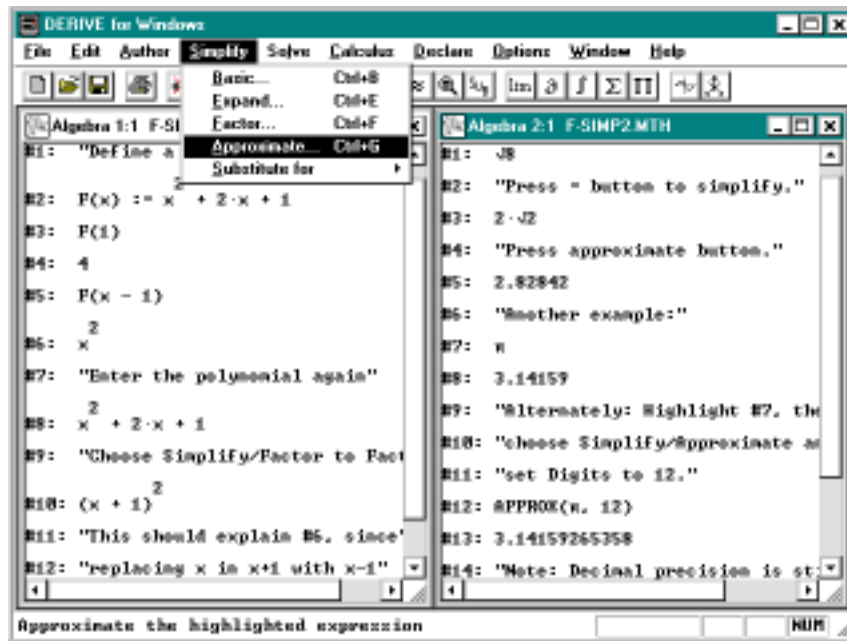 DERIVE for Windows
File Edit Author Simplify Solve Calculus Declare Options Window Help
lim ∂ ∫ Σ Π
Basic... Ctrl+B
Expand... Ctrl+E
Factor... Ctrl+F
Approximate... Ctrl+G
Substitute for
Algebra 1:1 F-SI
#1: "Define a
#2: F(x) := x² + 2·x + 1
#3: F(1)
#4: 4
#5: F(x - 1)
#6: x²
#7: "Enter the polynomial again"
#8: x² + 2·x + 1
#9: "Choose Simplify/Factor to Fact
#10: (x + 1)²
#11: "This should explain #6, since"
#12: "replacing x in x+1 with x-1"
Algebra 2:1 F-SIMP2.MTH
#1: √8
#2: "Press = button to simplify."
#3: 2·√2
#4: "Press approximate button."
#5: 2.82842
#6: "Another example:"
#7: π
#8: 3.14159
#9: "Alternately: Highlight #7, the
#10: "choose Simplify/Approximate an
#11: "set Digits to 12."
#12: APPROX(π, 12)
#13: 3.14159265358
#14: "Note: Decimal precision is st
Approximate the highlighted expression
NUM